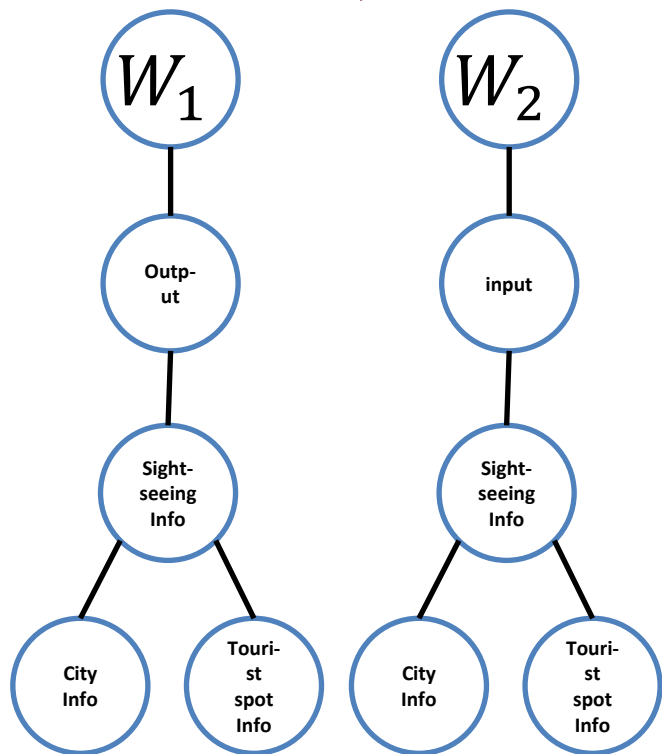 W₁
W₂
Outp-
ut
input
Sight-
seeing
Info
Sight-
seeing
Info
City
Info
Touri-
st
spot
Info
City
Info
Touri-
st
spot
Info